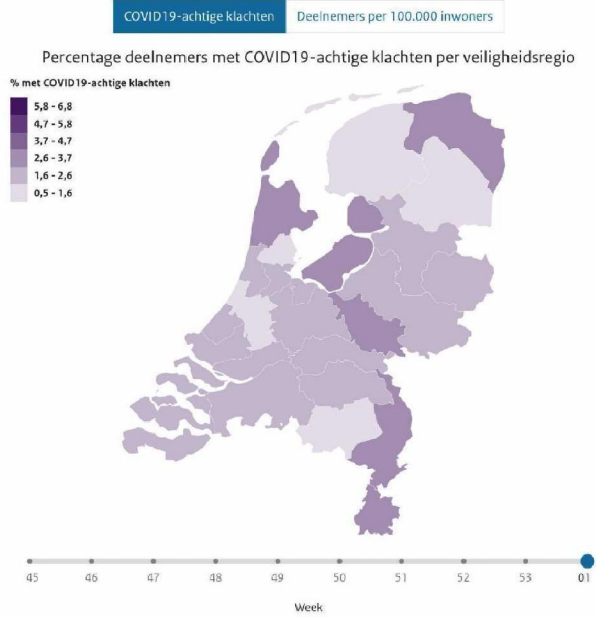 COVID19-achtige klachten
Deelnemers per 100.000 inwoners
Percentage deelnemers met COVID19-achtige klachten per veiligheidsregio
% met COVID19-achtige klachten
5,8 - 6,8
4,7 - 5,8
3,7 - 4,7
2,6 - 3,7
1,6 - 2,6
0,5 - 1,6
45 46 47 48 49 50 51 52 53 01
Week